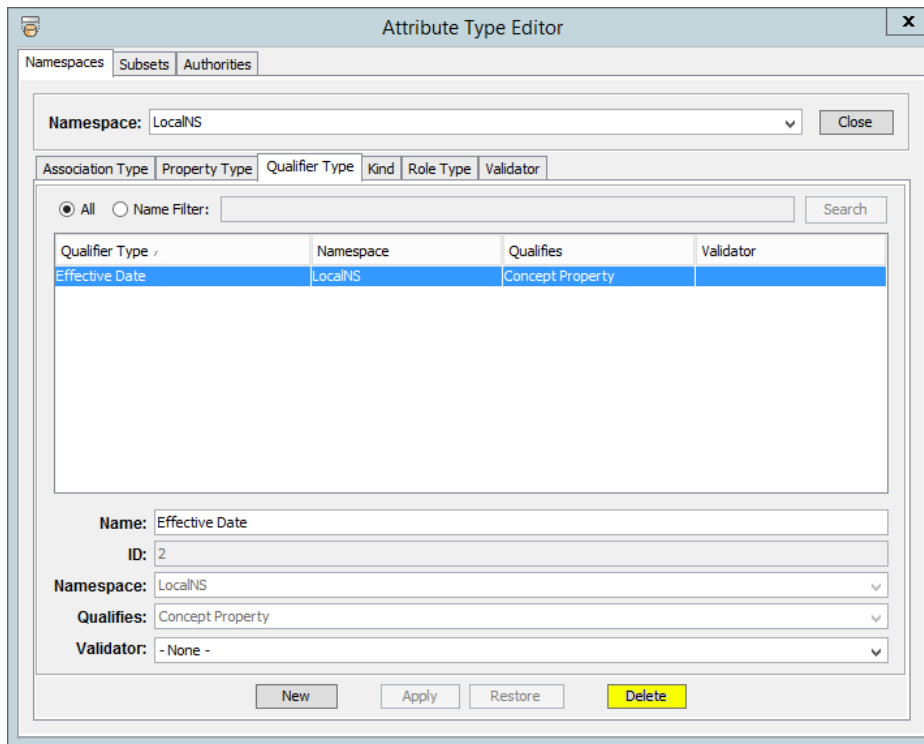 Attribute Type Editor x
Namespaces Subsets Authorities
Namespace: LocalNS Close
Association Type Property Type Qualifier Type Kind Role Type Validator
All Name Filter: Search
Qualifier Type Namespace Qualifies Validator
Effective Date LocalNS Concept Property
Name: Effective Date
ID: 2
Namespace: LocalNS
Qualifies: Concept Property
Validator: - None -
New Apply Restore Delete